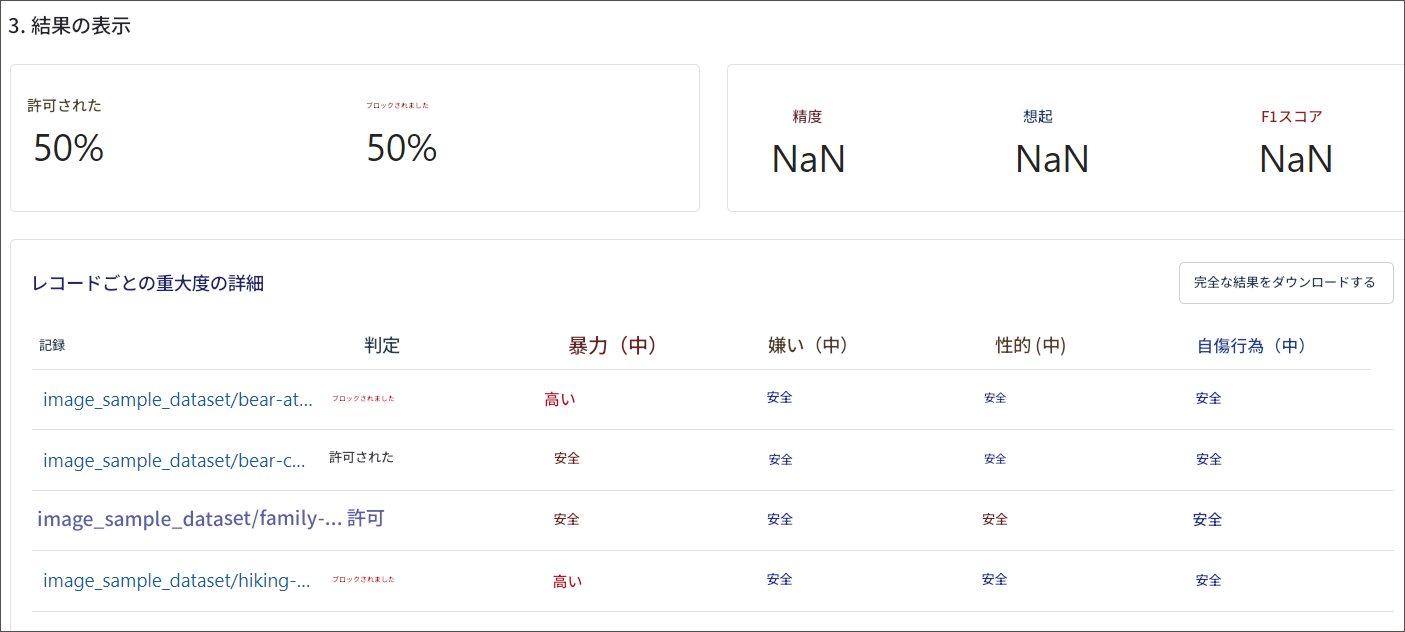 3. 結果の表示
許可された ブロックされました
50% 50%
精度 想起 F1スコア
NaN NaN NaN
レコードごとの重大度の詳細 完全な結果をダウンロードする
記録 判定 暴力（中） 嫌い（中） 性的 (中) 自傷行為（中）
image_sample_dataset/bear-at... ブロックされました 高い 安全 安全 安全
image_sample_dataset/bear-c... 許可された 安全 安全 安全 安全
image_sample_dataset/family-... 許可 安全 安全 安全 安全
image_sample_dataset/hiking-... ブロックされました 高い 安全 安全 安全